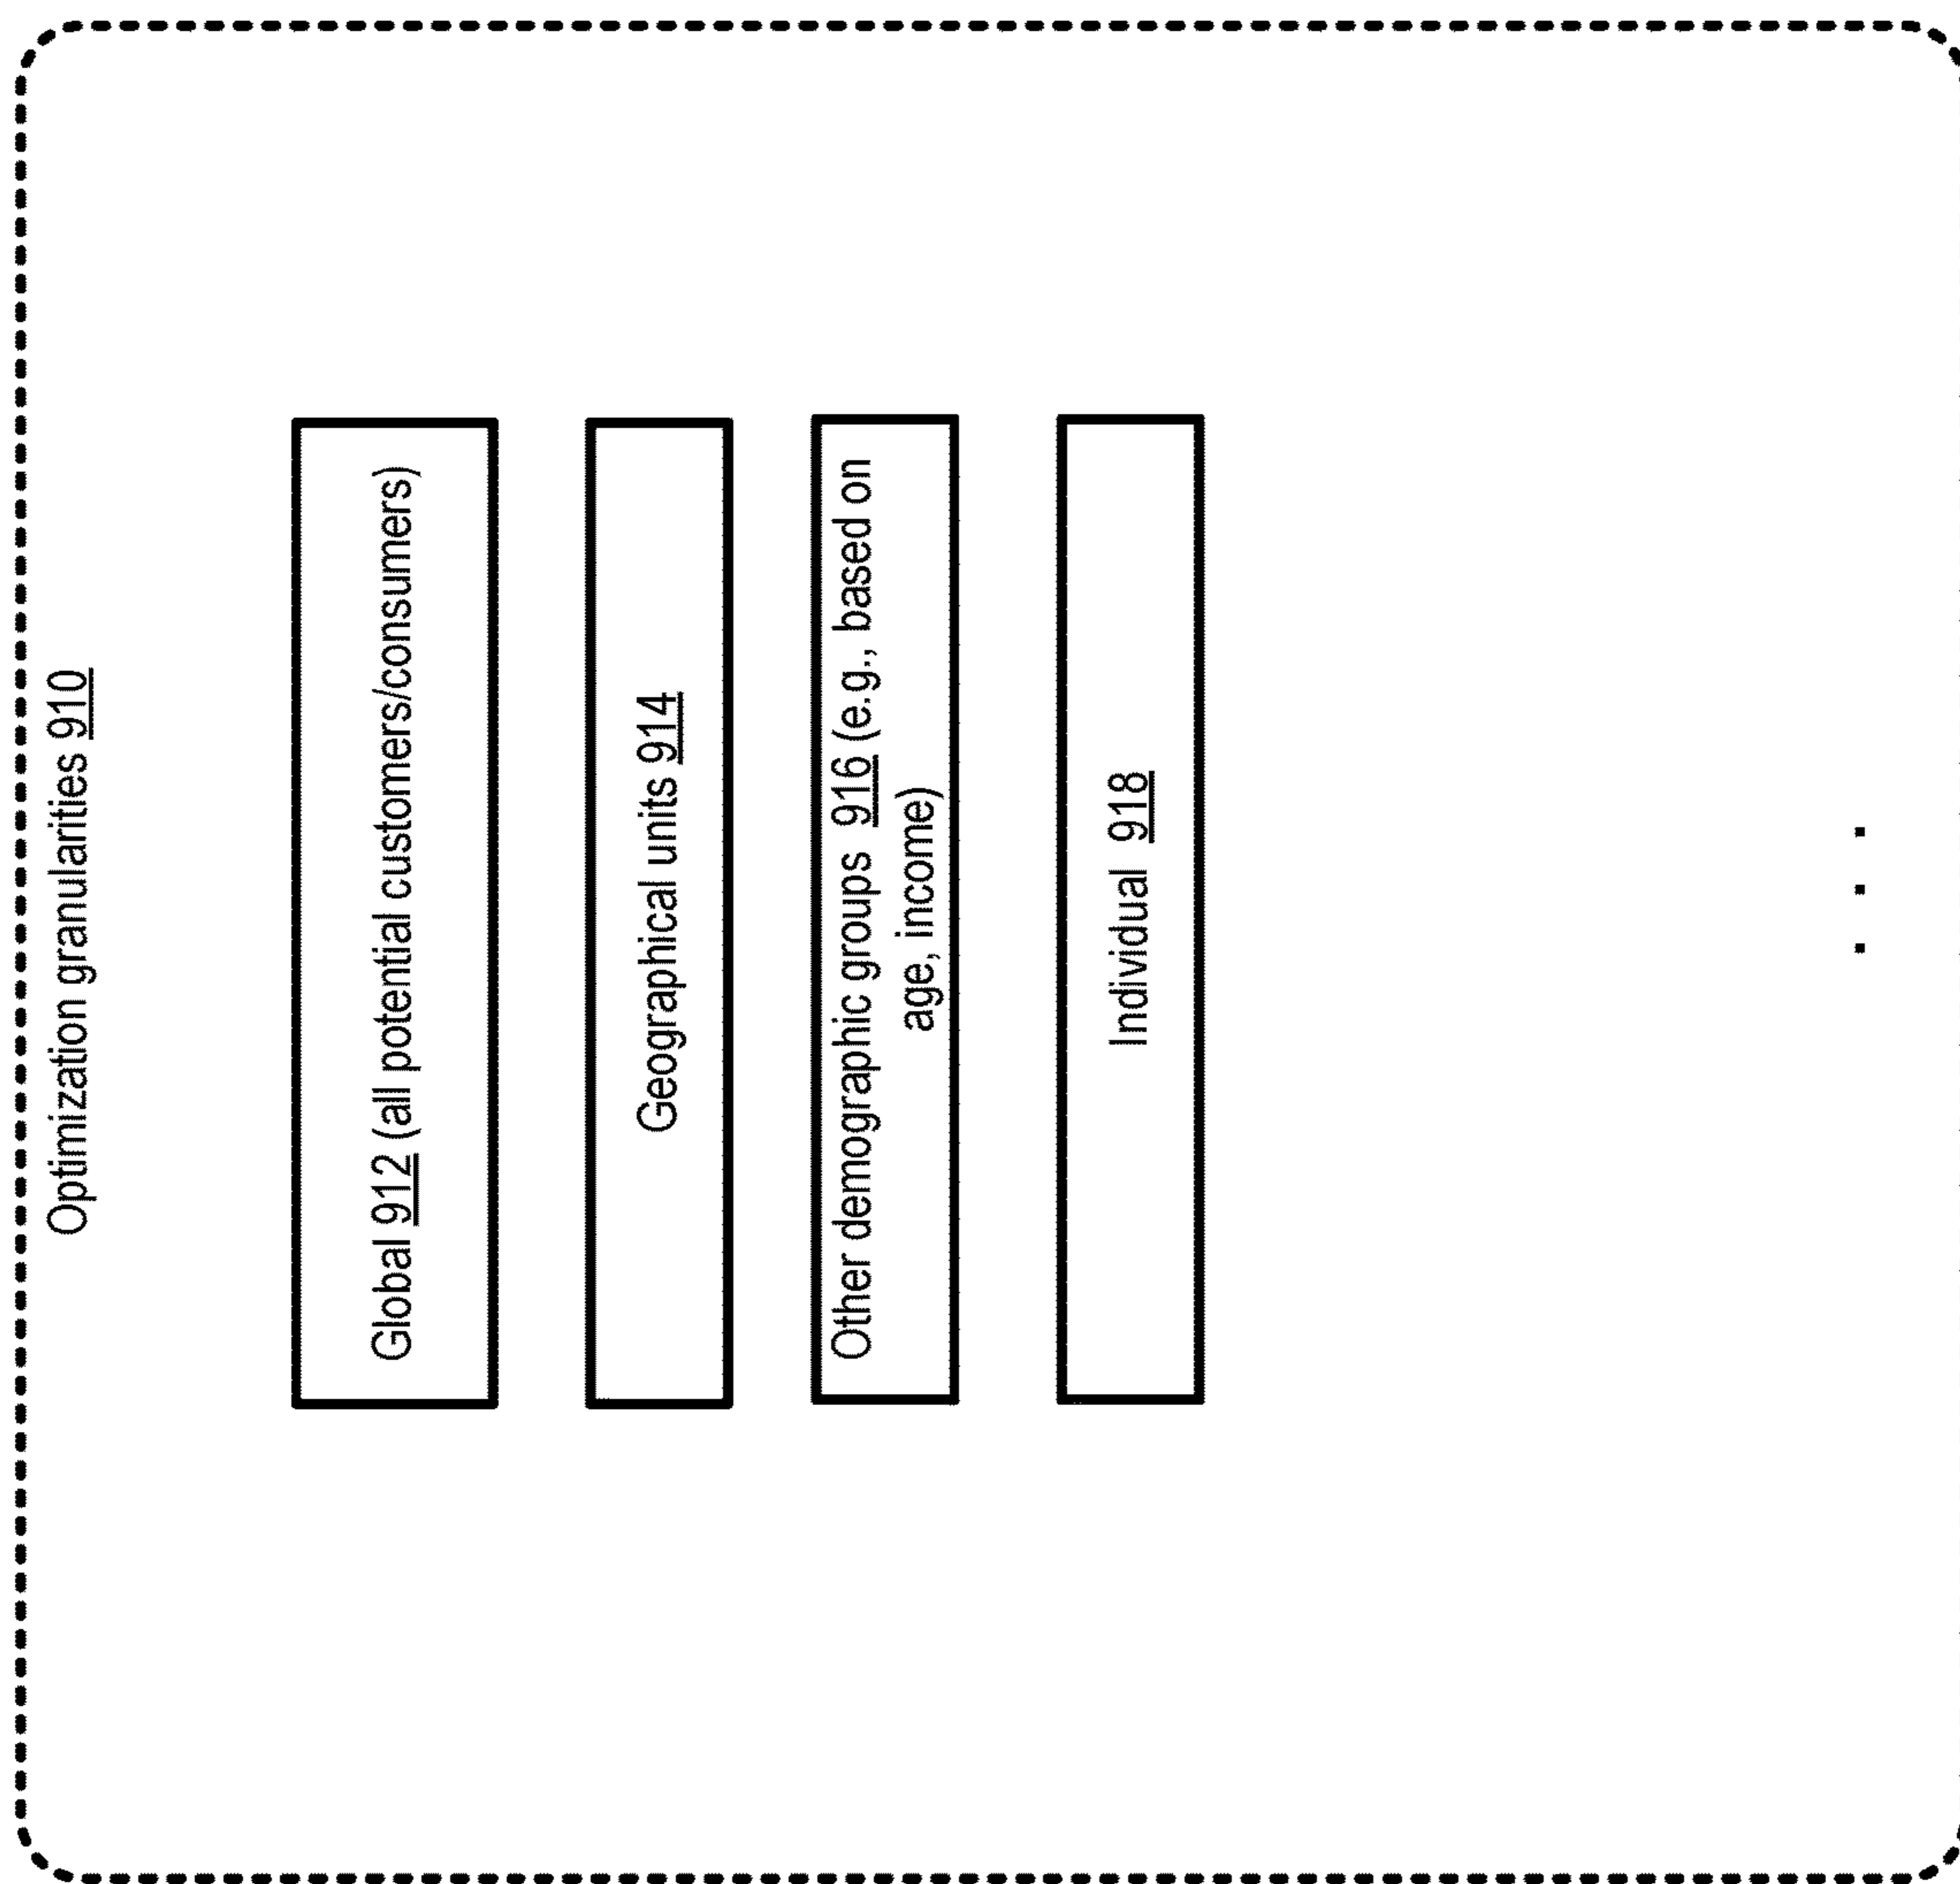 Optimization granularities 910
Global 912 (all potential customers/consumers)
Geographical units 914
Other demographic groups 916 (e.g., based on
age, income)
Individual 918
. . .